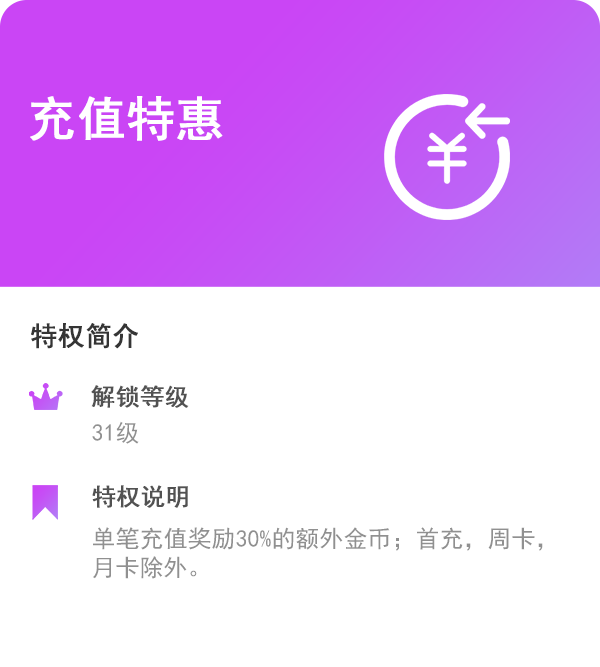 充值特惠
特权简介
解锁等级
31级
特权说明
单笔充值奖励30%的额外金币；首充，周卡，
月卡除外。